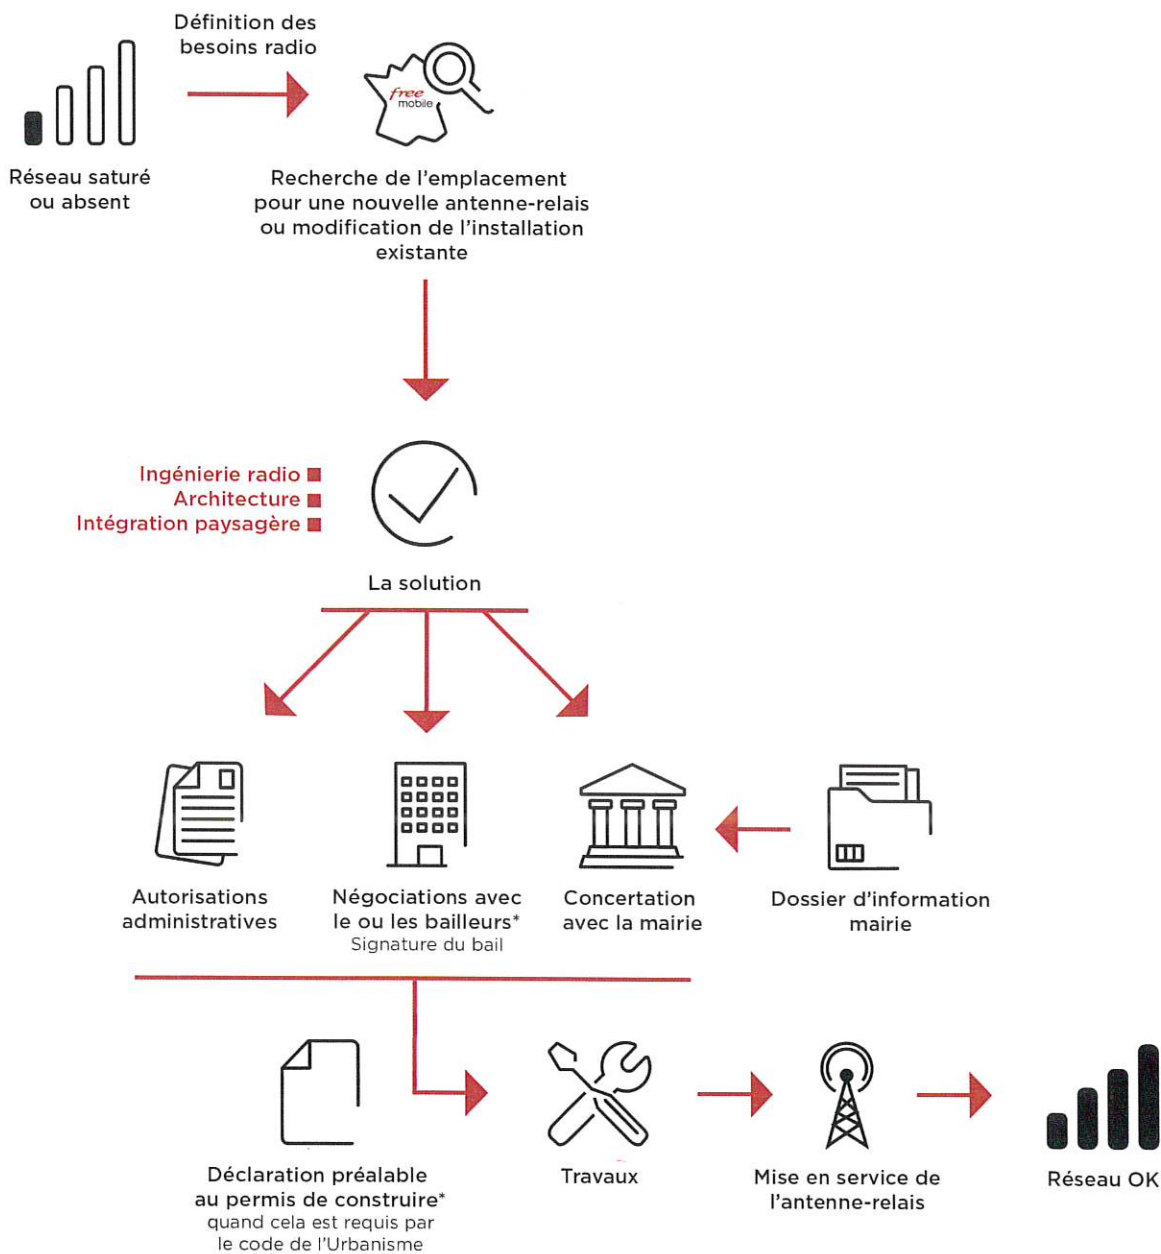 Définition des
besoins radio
free
mobile
Réseau saturé
ou absent
Recherche de l'emplacement
pour une nouvelle antenne-relais
ou modification de l'installation
existante
Ingénierie radio
Architecture
Intégration paysagère
La solution
Autorisations
administratives
Négociations avec
le ou les bailleurs*
Signature du bail
Concertation
avec la mairie
Dossier d'information
mairie
Déclaration préalable
au permis de construire*
quand cela est requis par
le code de l'Urbanisme
Travaux
Mise en service de
l'antenne-relais
Réseau OK